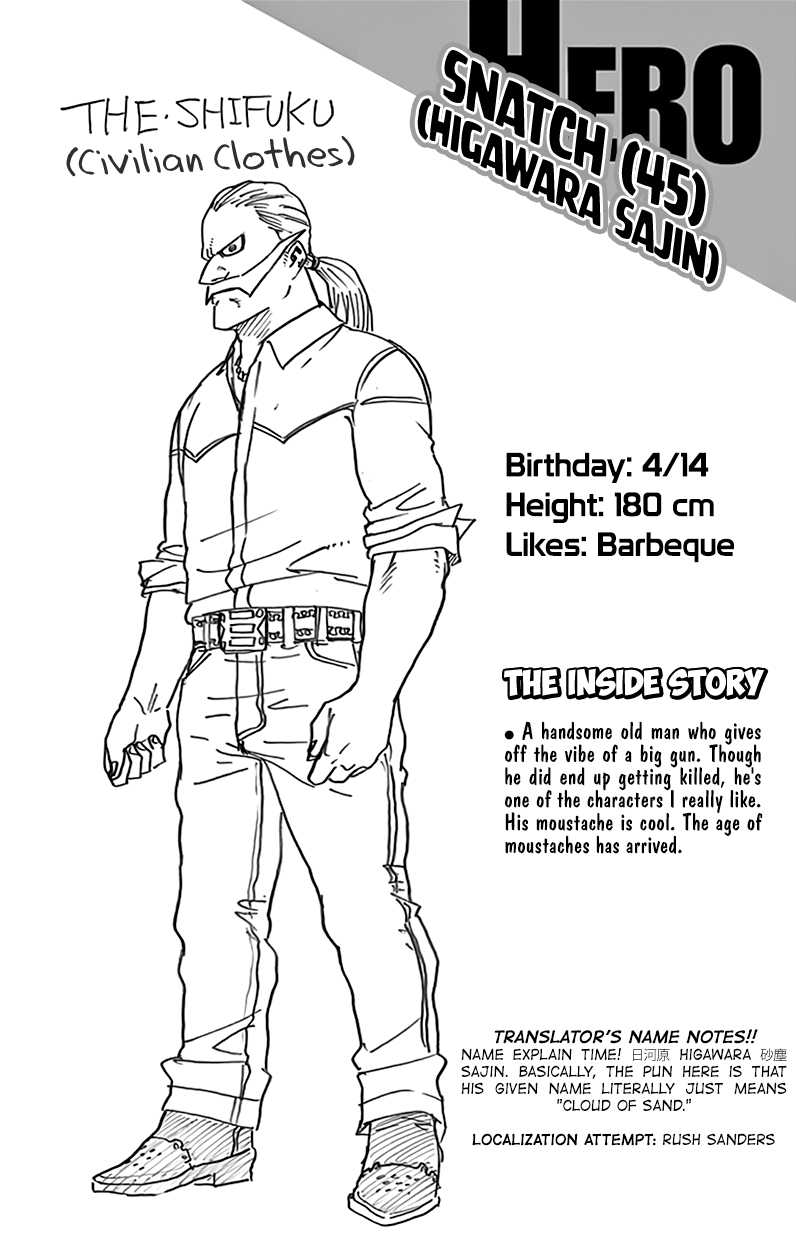 HERO
SNATCH (45)
(HIGAWARA SAJIN)
THE·SHIFUKU
(Civilian Clothes)
Birthday: 4/14
Height: 180 cm
Likes: Barbeque
THE INSIDE STORY
● A handsome old man who gives
off the vibe of a big gun. Though
he did end up getting killed, he's
one of the characters I really like.
His moustache is cool. The age of
moustaches has arrived.
TRANSLATOR'S NAME NOTES!!
NAME EXPLAIN TIME! 日河原 HIGAWARA 砂塵
SAJIN. BASICALLY, THE PUN HERE IS THAT
HIS GIVEN NAME LITERALLY JUST MEANS
"CLOUD OF SAND."
LOCALIZATION ATTEMPT: RUSH SANDERS